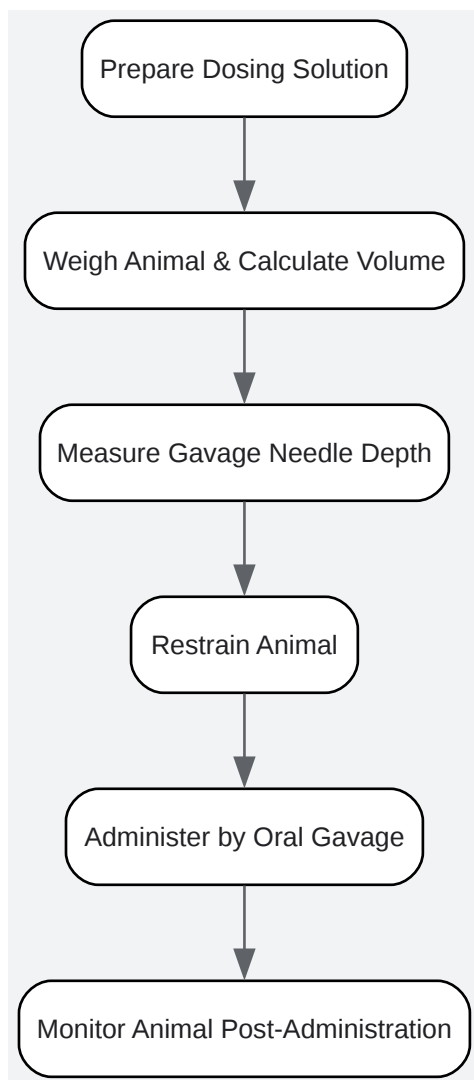 Prepare Dosing Solution
Weigh Animal & Calculate Volume
Measure Gavage Needle Depth
Restrain Animal
Administer by Oral Gavage
Monitor Animal Post-Administration